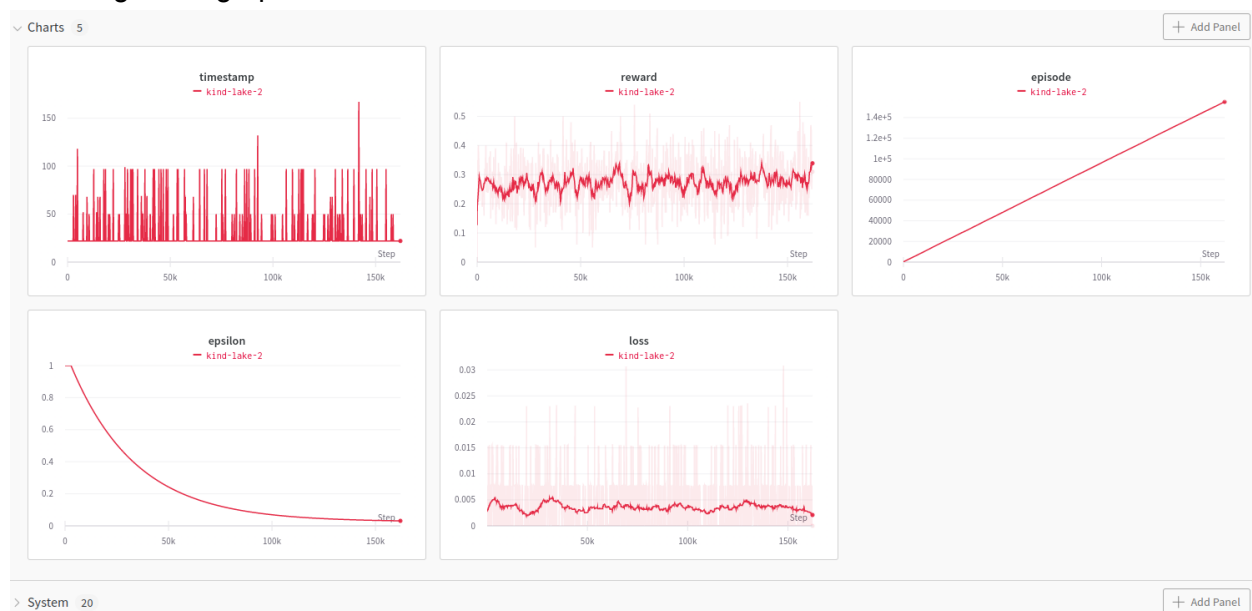 Charts 5
+ Add Panel
timestamp
kind-lake-2
150
100
50
0
Step
0 50k 100k 150k
reward
kind-lake-2
0.5
0.4
0.3
0.2
0.1
0
Step
0 50k 100k 150k
episode
kind-lake-2
1.4e+5
1.2e+5
1e+5
80000
60000
40000
20000
0
Step
0 50k 100k 150k
epsilon
kind-lake-2
1
0.8
0.6
0.4
0.2
0
Step
0 50k 100k 150k
loss
kind-lake-2
0.03
0.025
0.02
0.015
0.01
0.005
0
Step
50k 100k 150k
System 20
+ Add Panel